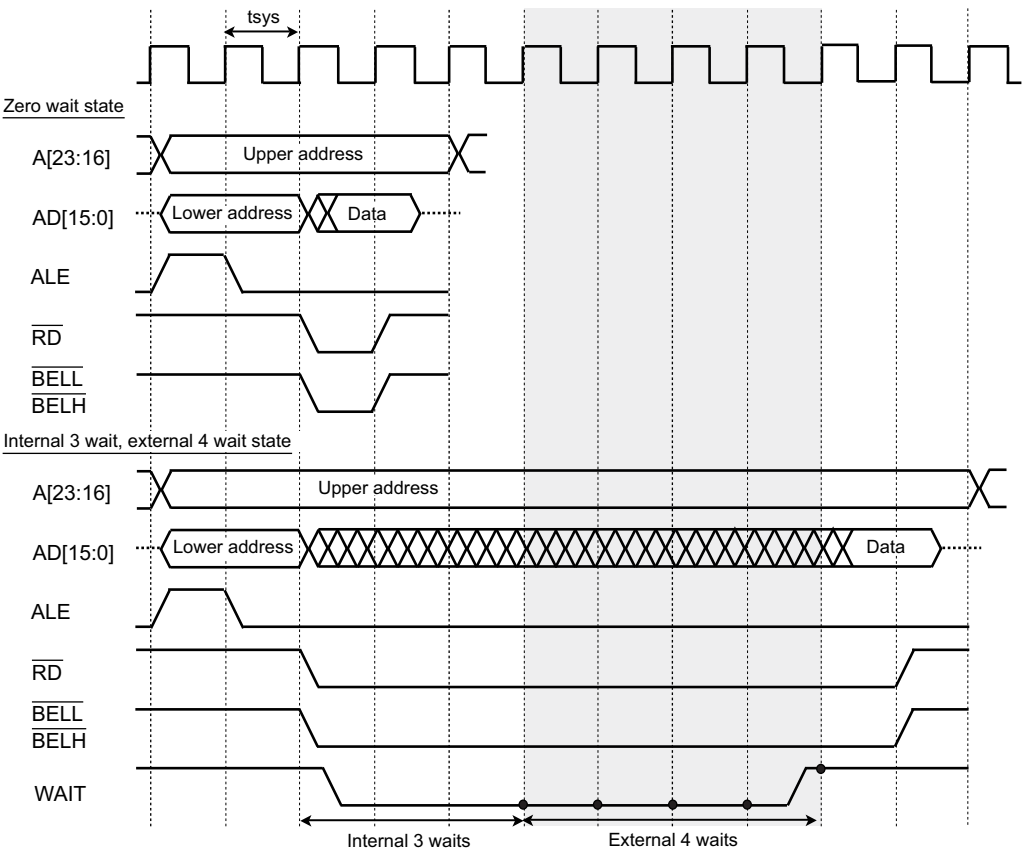 tsys
Zero wait state
A[23:16]
Upper address
AD[15:0]
Lower address
Data
ALE
RD
BELL
BELH
Internal 3 wait, external 4 wait state
A[23:16]
Upper address
AD[15:0]
Lower address
Data
ALE
RD
BELL
BELH
WAIT
Internal 3 waits
External 4 waits